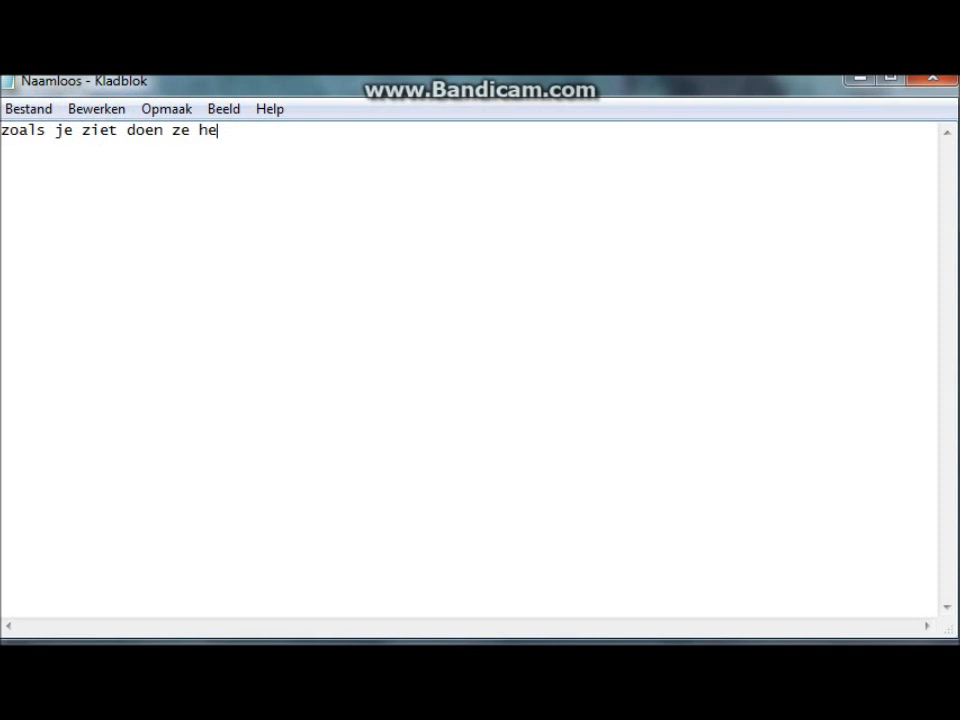 Naamloos - Kladblok
www.Bandicam.com
Bestand Bewerken Opmaak Beeld Help
zoals je ziet doen ze he